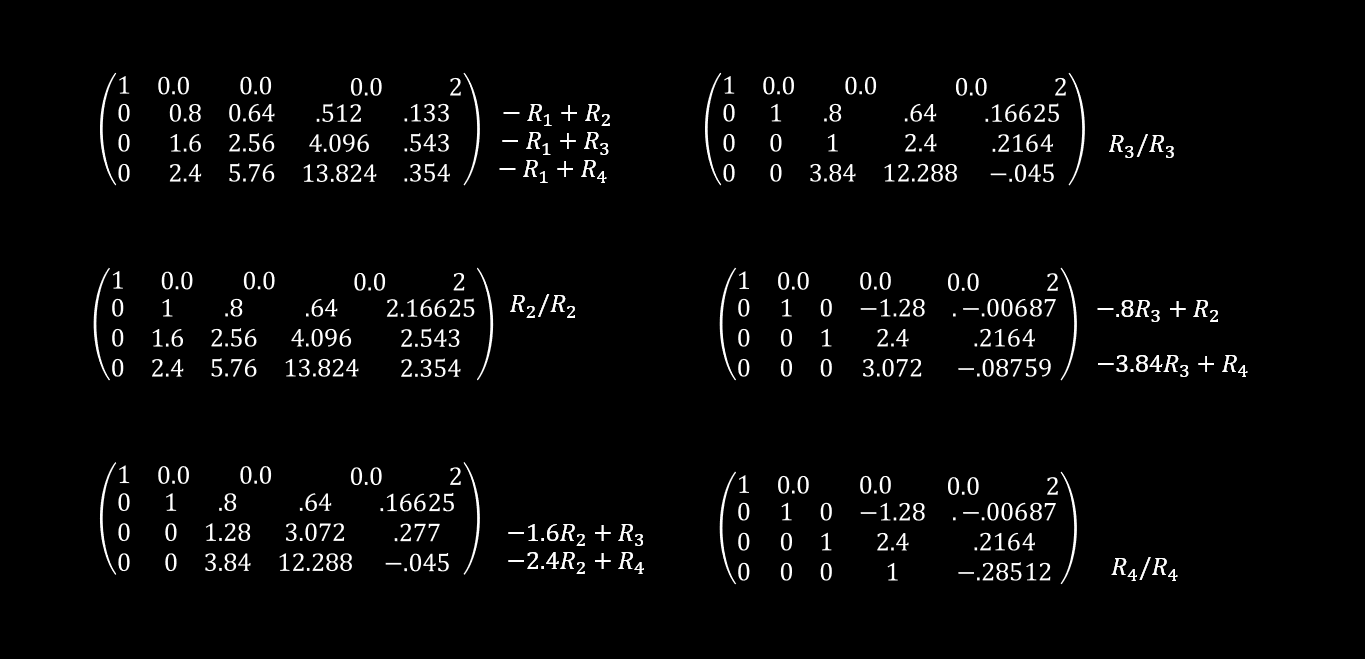 1 0.0 0.0 0.0 2
0 0.8 0.64 .512 .133 −R₁ + R₂
0 1.6 2.56 4.096 .543 −R₁ + R₃
0 2.4 5.76 13.824 .354 −R₁ + R₄
1 0.0 0.0 0.0 2
0 1 .8 .64 2.16625 R₂/R₂
0 1.6 2.56 4.096 2.543
0 2.4 5.76 13.824 2.354
1 0.0 0.0 0.0 2
0 1 .8 .64 .16625
0 0 1.28 3.072 .277 −1.6R₂ + R₃
0 0 3.84 12.288 −.045 −2.4R₂ + R₄
1 0.0 0.0 0.0 2
0 1 .8 .64 .16625
0 0 1 2.4 .2164 R₃/R₃
0 0 3.84 12.288 −.045
1 0.0 0.0 0.0 2
0 1 0 −1.28 .−.00687 −.8R₃ + R₂
0 0 1 2.4 .2164
0 0 0 3.072 −.08759 −3.84R₃ + R₄
1 0.0 0.0 0.0 2
0 1 0 −1.28 .−.00687
0 0 1 2.4 .2164
0 0 0 1 −.28512 R₄/R₄